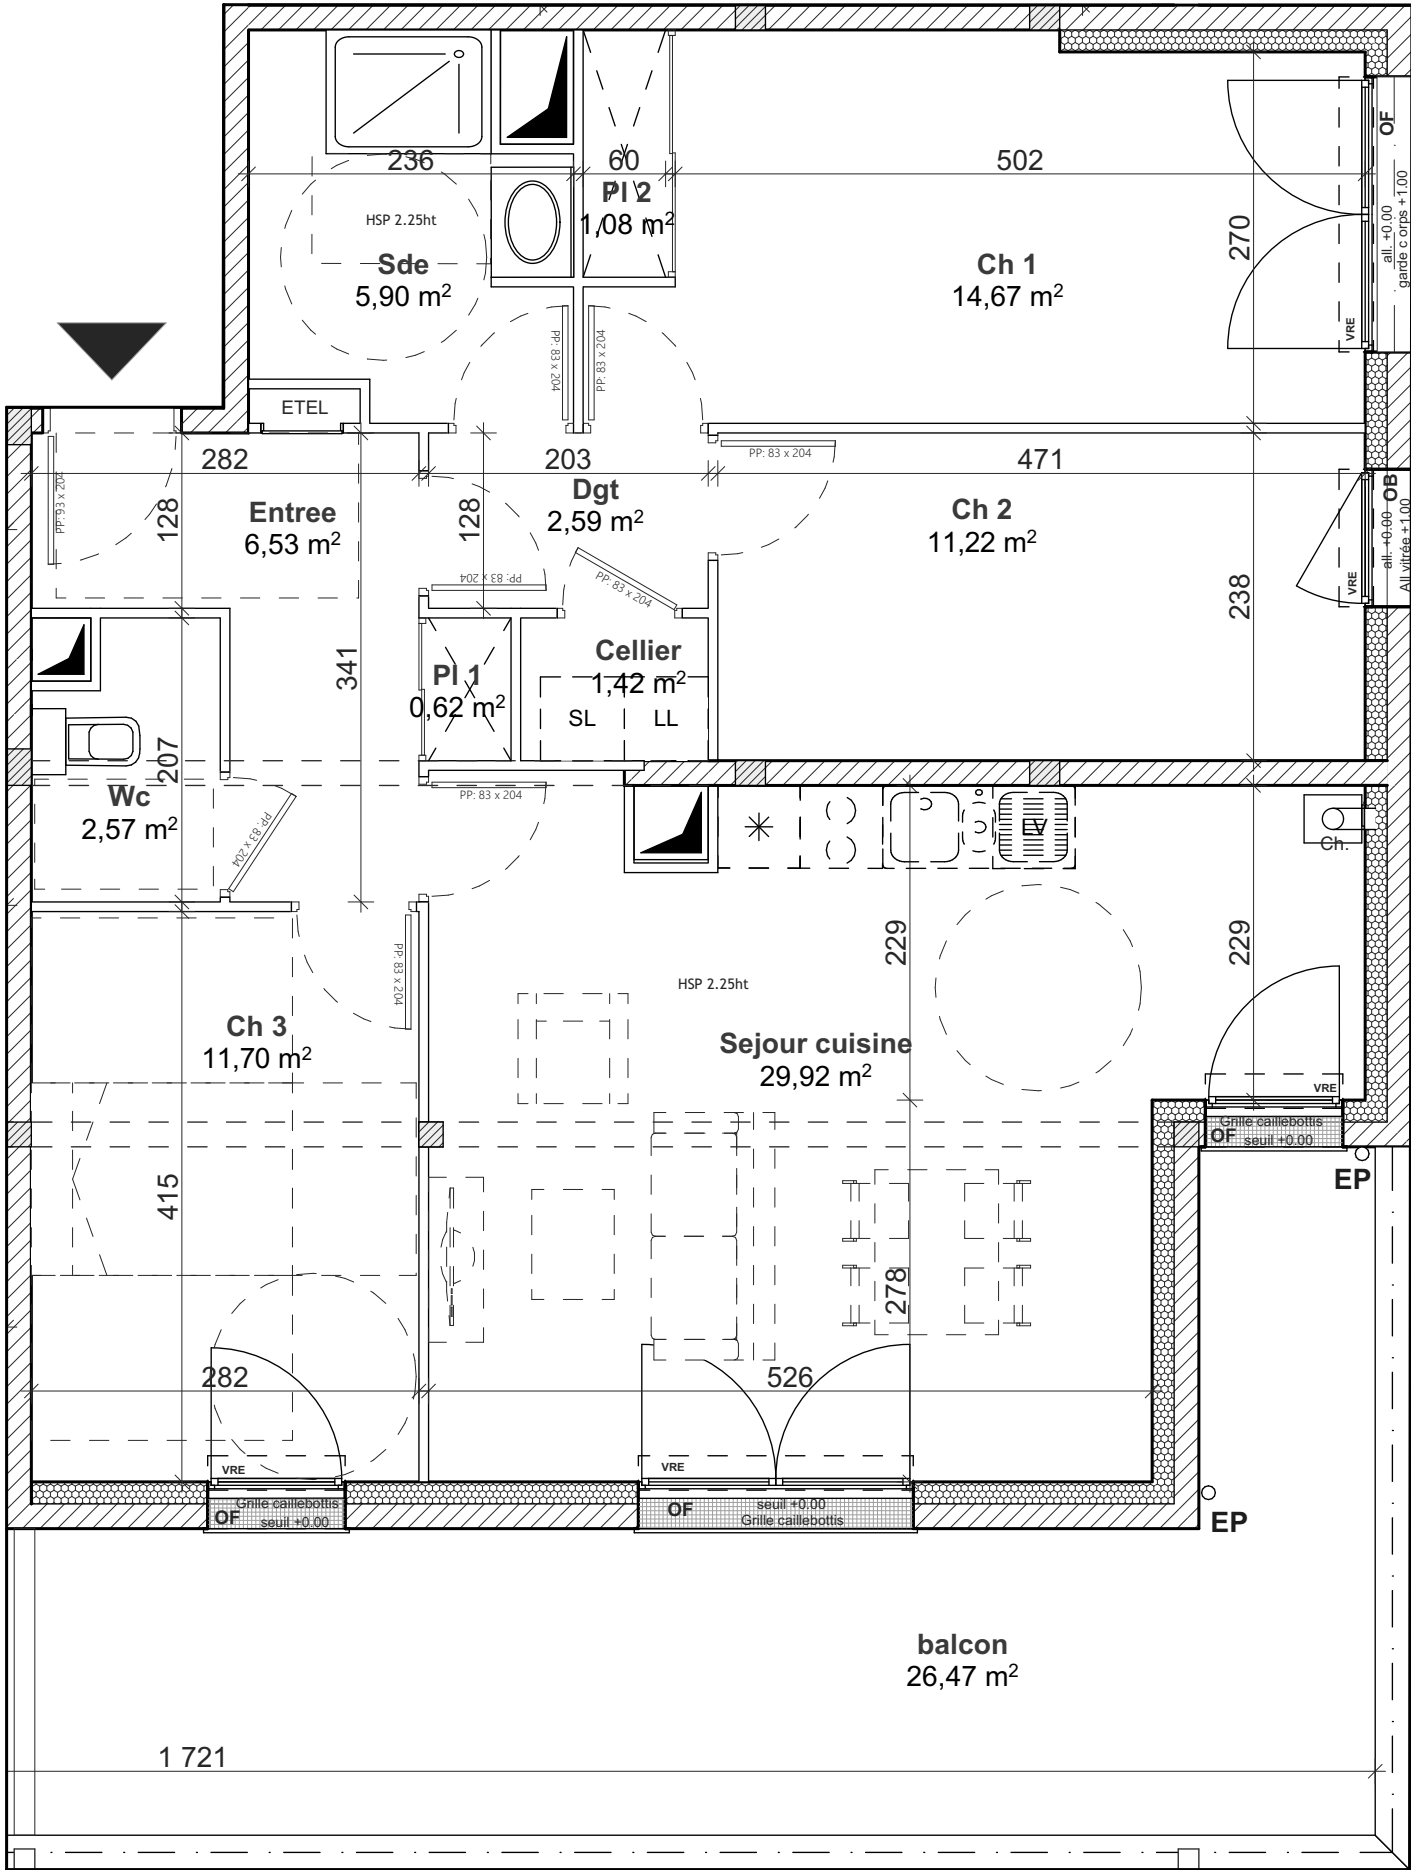 236
60
502
Pl 2
1,08 m²
HSP 2.25ht
Sde
5,90 m²
Ch 1
14,67 m²
270
OF
all. +0.00
garde c orps +1.00
VRE
PP: 83 x 204
PP: 83 x 204
ETEL
282
203
PP: 83 x 204
471
PP: 93 x 204
128
Entree
6,53 m²
128
Dgt
2,59 m²
Ch 2
11,22 m²
OB
all. +0.00
All vitrée +1.00
VRE
PP: 83 x 204
PP: 83 x 204
238
341
Pl 1
0,62 m²
Cellier
1,42 m²
SL
LL
207
Wc
2,57 m²
PP: 83 x 204
PP: 83 x 204
LV
Ch.
229
229
PP: 83 x 204
HSP 2.25ht
Ch 3
11,70 m²
Sejour cuisine
29,92 m²
VRE
Grille caillebottis
OF
seuil +0.00
EP
415
278
282
526
VRE
VRE
Grille caillebottis
OF
seuil +0.00
OF
seuil +0.00
Grille caillebottis
EP
balcon
26,47 m²
1 721